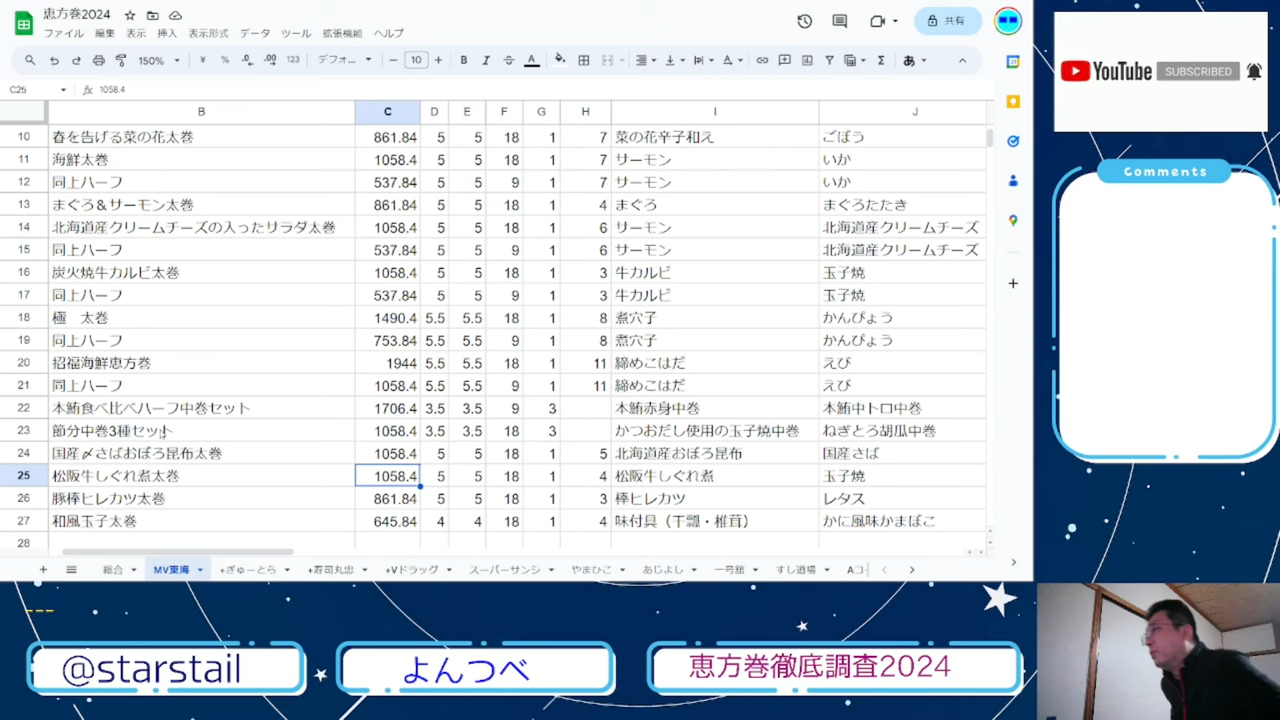 恵方巻2024
ファイル 編集 表示 挿入 表示形式 データ ツール 拡張機能 ヘルプ
共有
150% ¥ % .0 .00 123 デフォ... 10 B I A あ
C25 fx 1058.4
B C D E F G H I J
10 春を告げる菜の花太巻 861.84 5 5 18 1 7 菜の花辛子和え ごぼう
11 海鮮太巻 1058.4 5 5 18 1 7 サーモン いか
12 同上ハーフ 537.84 5 5 9 1 7 サーモン いか
13 まぐろ＆サーモン太巻 861.84 5 5 18 1 4 まぐろ まぐろたたき
14 北海道産クリームチーズの入ったサラダ太巻 1058.4 5 5 18 1 6 サーモン 北海道産クリームチーズ
15 同上ハーフ 537.84 5 5 9 1 6 サーモン 北海道産クリームチーズ
16 炭火焼牛カルビ太巻 1058.4 5 5 18 1 3 牛カルビ 玉子焼
17 同上ハーフ 537.84 5 5 9 1 3 牛カルビ 玉子焼
18 極　太巻 1490.4 5.5 5.5 18 1 8 煮穴子 かんぴょう
19 同上ハーフ 753.84 5.5 5.5 9 1 8 煮穴子 かんぴょう
20 招福海鮮恵方巻 1944 5.5 5.5 18 1 11 締めこはだ えび
21 同上ハーフ 1058.4 5.5 5.5 9 1 11 締めこはだ えび
22 本鮪食べ比べハーフ中巻セット 1706.4 3.5 3.5 9 3 本鮪赤身中巻 本鮪中トロ中巻
23 節分中巻3種セット 1058.4 3.5 3.5 18 3 かつおだし使用の玉子焼中巻 ねぎとろ胡瓜中巻
24 国産〆さばおぼろ昆布太巻 1058.4 5 5 18 1 5 北海道産おぼろ昆布 国産さば
25 松阪牛しぐれ煮太巻 1058.4 5 5 18 1 4 松阪牛しぐれ煮 玉子焼
26 豚棒ヒレカツ太巻 861.84 5 5 18 1 3 棒ヒレカツ レタス
27 和風玉子太巻 645.84 4 4 18 1 4 味付具（干瓢・椎茸） かに風味かまぼこ
28
総合 MV東海 +ぎゅーとら +寿司丸忠 +Vドラッグ スーパーサンシ やまひこ あじよし 一号舘 すし道場 Aコ
YouTube SUBSCRIBED
Comments
@starstail よんつべ 恵方巻徹底調査2024